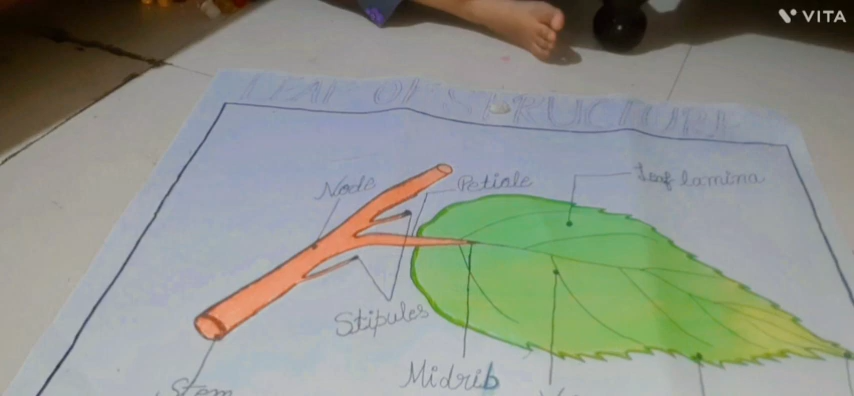 VITA
LEAF OF STRUCTURE
Node
Petiole
Leaf lamina
Stipules
Midrib
Stem